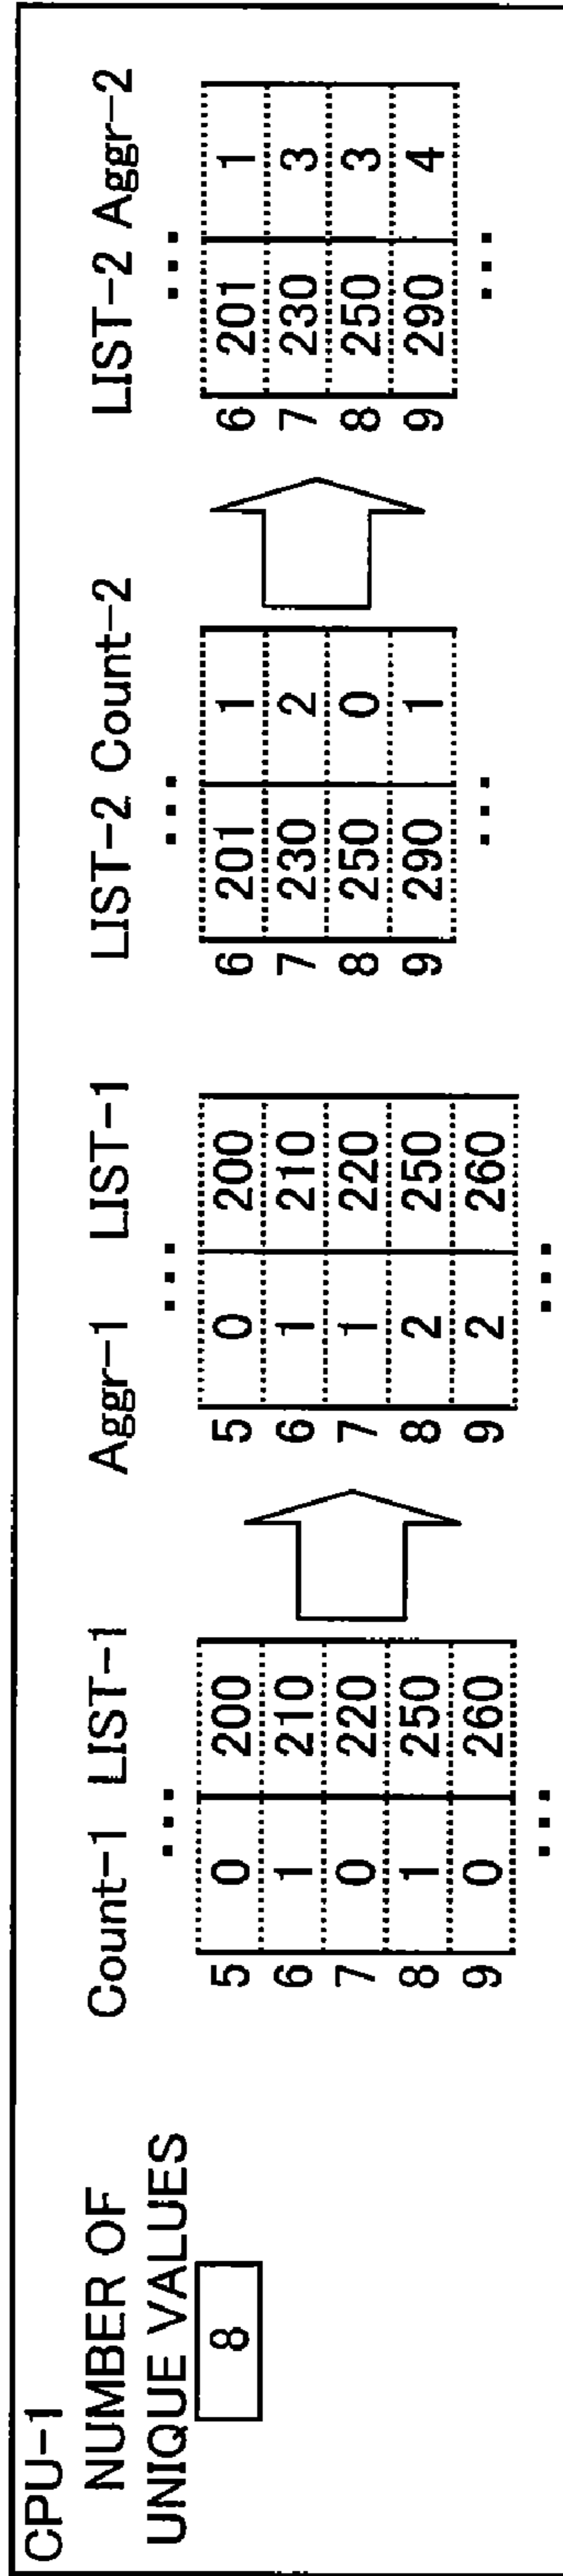 CPU-1
NUMBER OF
UNIQUE VALUES
8
Count-1 LIST-1
5 0 200
6 1 210
7 0 220
8 1 250
9 0 260
Aggr-1 LIST-1
5 0 200
6 1 210
7 1 220
8 2 250
9 2 260
LIST-2 Count-2
6 201 1
7 230 2
8 250 0
9 290 1
LIST-2 Aggr-2
6 201 1
7 230 3
8 250 3
9 290 4